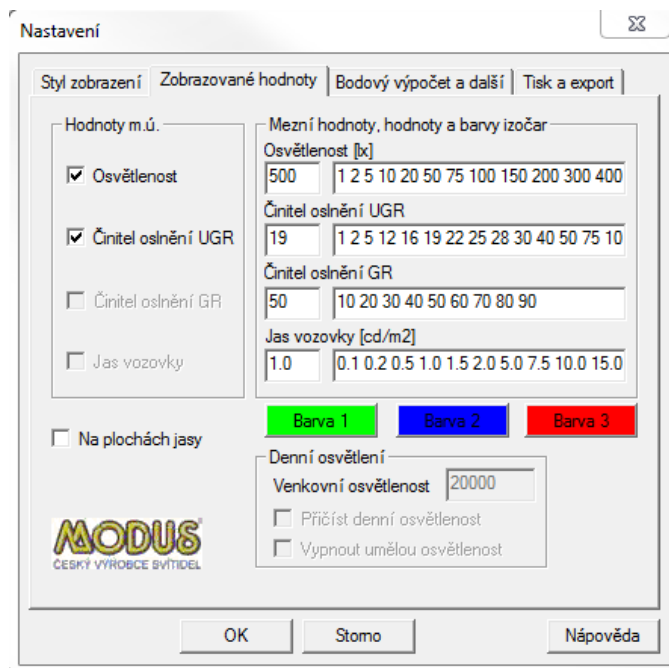 Nastavení
Styl zobrazení Zobrazované hodnoty Bodový výpočet a další Tisk a export
Hodnoty m.ú.
Osvětlenost
Činitel oslnění UGR
Činitel oslnění GR
Jas vozovky
Na plochách jasy
Mezní hodnoty, hodnoty a barvy izočar
Osvětlenost [lx]
500 1 2 5 10 20 50 75 100 150 200 300 400
Činitel oslnění UGR
19 1 2 5 12 16 19 22 25 28 30 40 50 75 10
Činitel oslnění GR
50 10 20 30 40 50 60 70 80 90
Jas vozovky [cd/m2]
1.0 0.1 0.2 0.5 1.0 1.5 2.0 5.0 7.5 10.0 15.0
Barva 1 Barva 2 Barva 3
Denní osvětlení
Venkovní osvětlenost 20000
Přičíst denní osvětlenost
Vypnout umělou osvětlenost
MODUS
ČESKÝ VÝROBCE SVÍTIDEL
OK Storno Nápověda